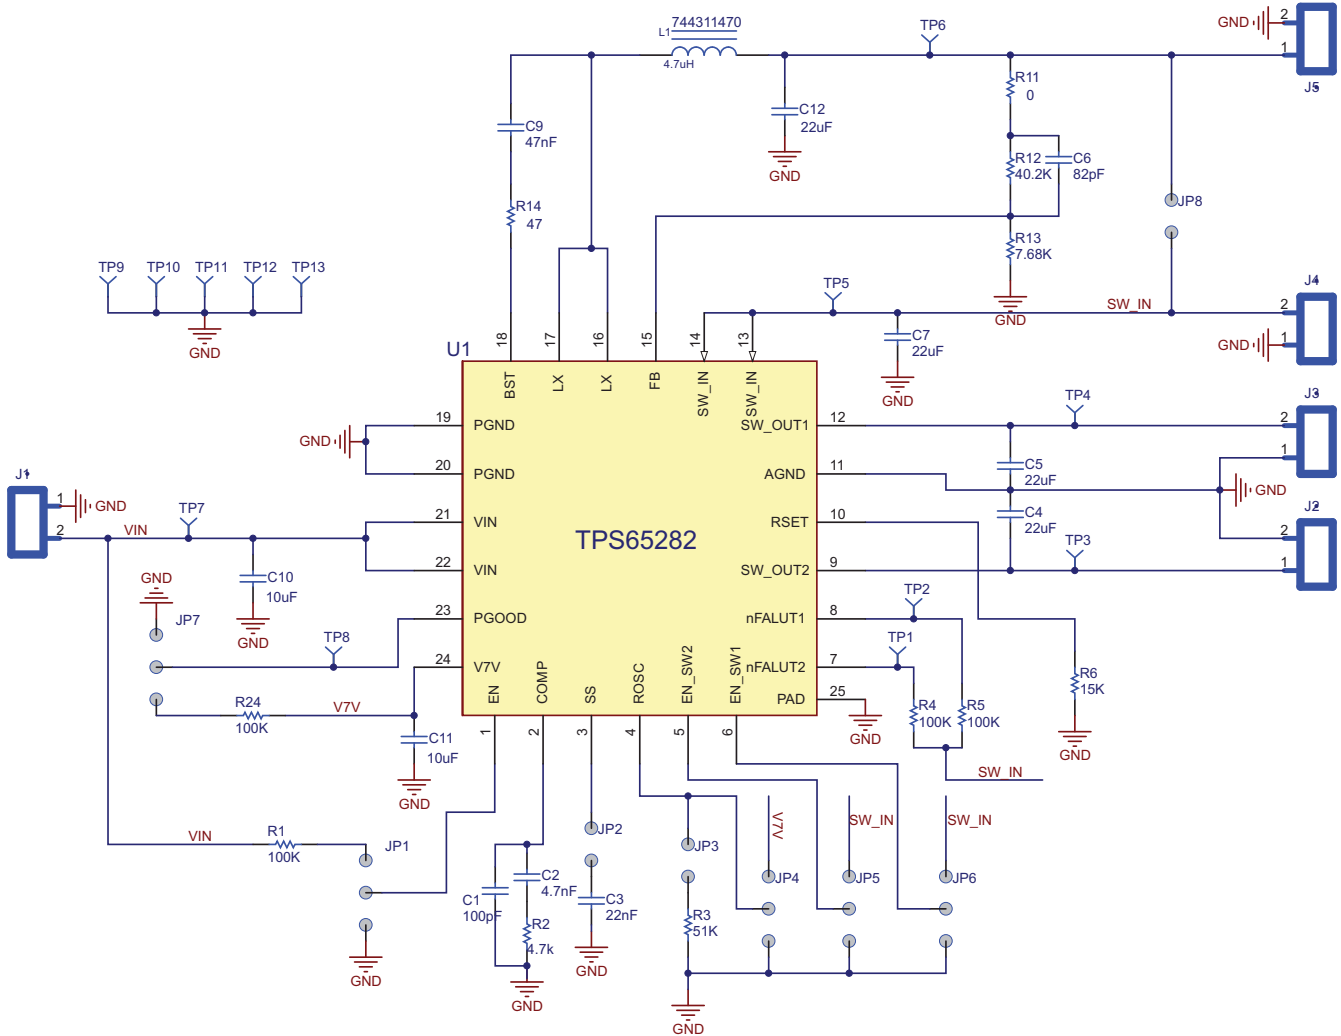 744311470
L1
4.7uH
TP6
GND
2
1
J5
C9
47nF
C12
22uF
GND
R11
0
R12
40.2K
C6
82pF
R14
47
JP8
R13
7.68K
GND
TP9 TP10 TP11 TP12 TP13
GND
TP5
SW_IN
J4
2
1
GND
C7
22uF
GND
U1
18 17 16 15 14 13
BST LX LX FB SW_IN SW_IN
TP4
J3
2
1
19 PGND
SW_OUT1 12
GND
20 PGND
AGND 11
C5
22uF
GND
J1
1
GND
2
VIN
TP7
21 VIN
RSET 10
C4
22uF
J2
2
1
TPS65282
22 VIN
SW_OUT2 9
TP3
C10
10uF
GND
GND
JP7
23 PGOOD
nFALUT1 8
TP2
TP8
24 V7V
nFALUT2 7
TP1
PAD 25
GND
EN COMP SS ROSC EN_SW2 EN_SW1
1 2 3 4 5 6
R24
100K
V7V
C11
10uF
GND
R4
100K
R5
100K
R6
15K
GND
SW_IN
VIN
R1
100K
JP1
GND
C1
100pF
C2
4.7nF
R2
4.7k
GND
JP2
C3
22nF
GND
JP3
R3
51K
GND
V7V
JP4
SW_IN
JP5
SW_IN
JP6